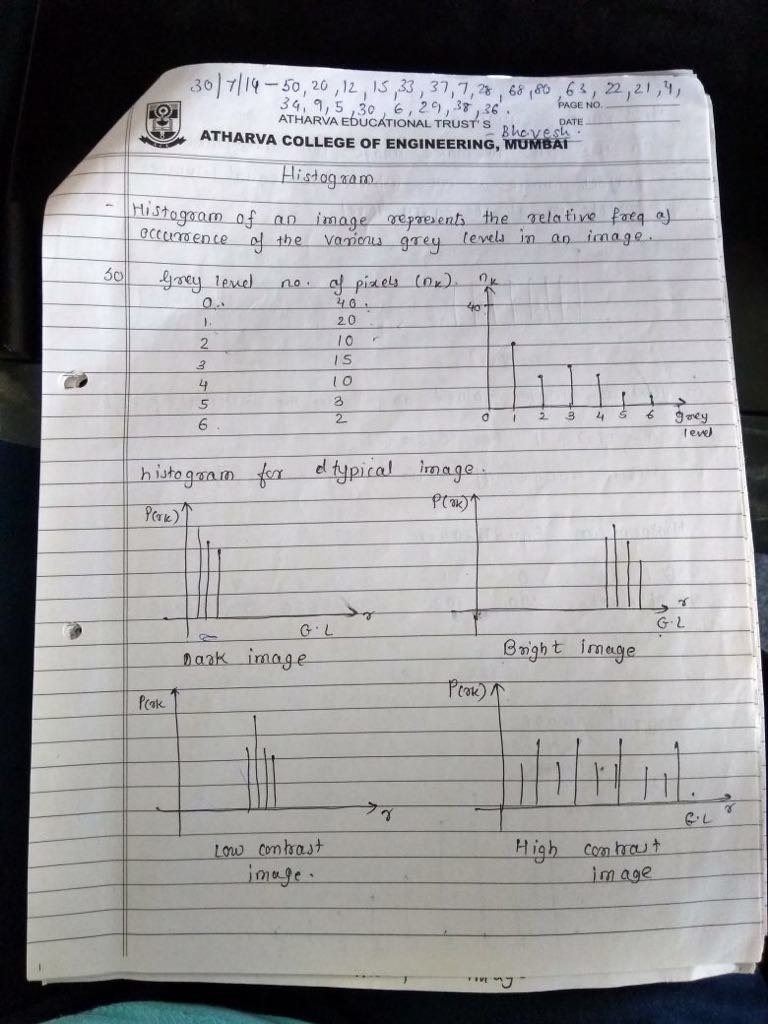 30/7/14 – 50, 20, 12, 15, 33, 37, 7, 28, 68, 80, 63, 22, 21, 4,
34, 9, 5, 30, 6, 29, 38, 36.
PAGE NO.
ATHARVA EDUCATIONAL TRUST'S
DATE
- Bhavesh.
ATHARVA COLLEGE OF ENGINEERING, MUMBAI
Histogram
- Histogram of an image represents the relative freq of
occurrence of the various grey levels in an image.
Grey level no. of pixels (nk).
0. 40.
1. 20
2 10
3 15
4 10
5 3
6. 2
nk
40
0 1 2 3 4 5 6 grey
level
histogram for typical image.
P(rk)
r
G.L
Dark image
P(rk)
r
G.L
Bright image
P(rk
r
Low contrast
image.
P(rk)
r
G.L
High contrast
image